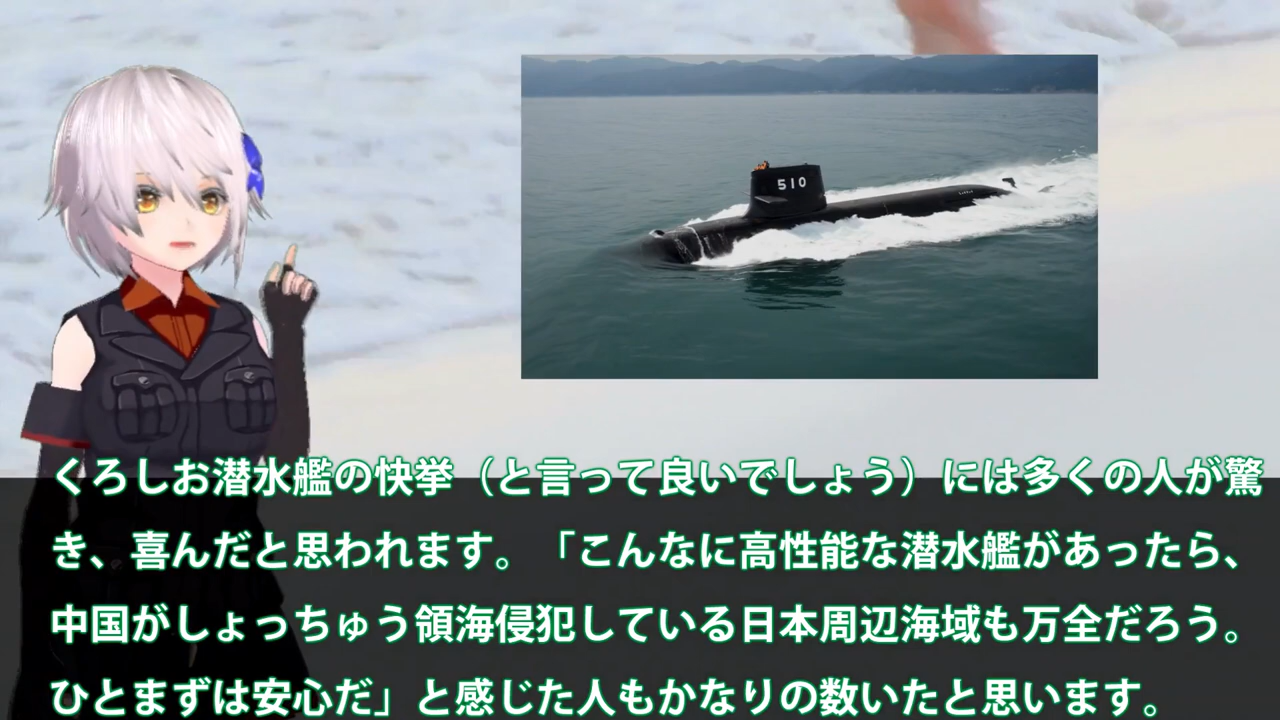 510
くろしお潜水艦の快挙（と言って良いでしょう）には多くの人が驚
き、喜んだと思われます。「こんなに高性能な潜水艦があったら、
中国がしょっちゅう領海侵犯している日本周辺海域も万全だろう。
ひとまずは安心だ」と感じた人もかなりの数いたと思います。